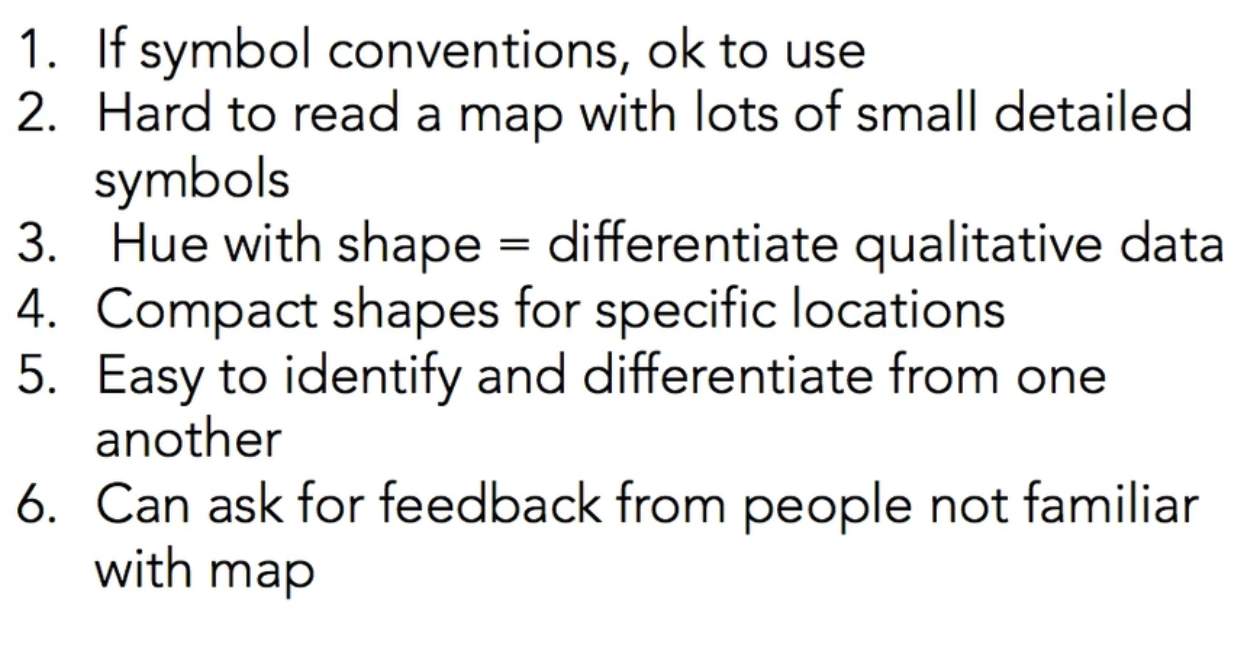 1. If symbol conventions, ok to use
2. Hard to read a map with lots of small detailed
symbols
3. Hue with shape = differentiate qualitative data
4. Compact shapes for specific locations
5. Easy to identify and differentiate from one
another
6. Can ask for feedback from people not familiar
with map